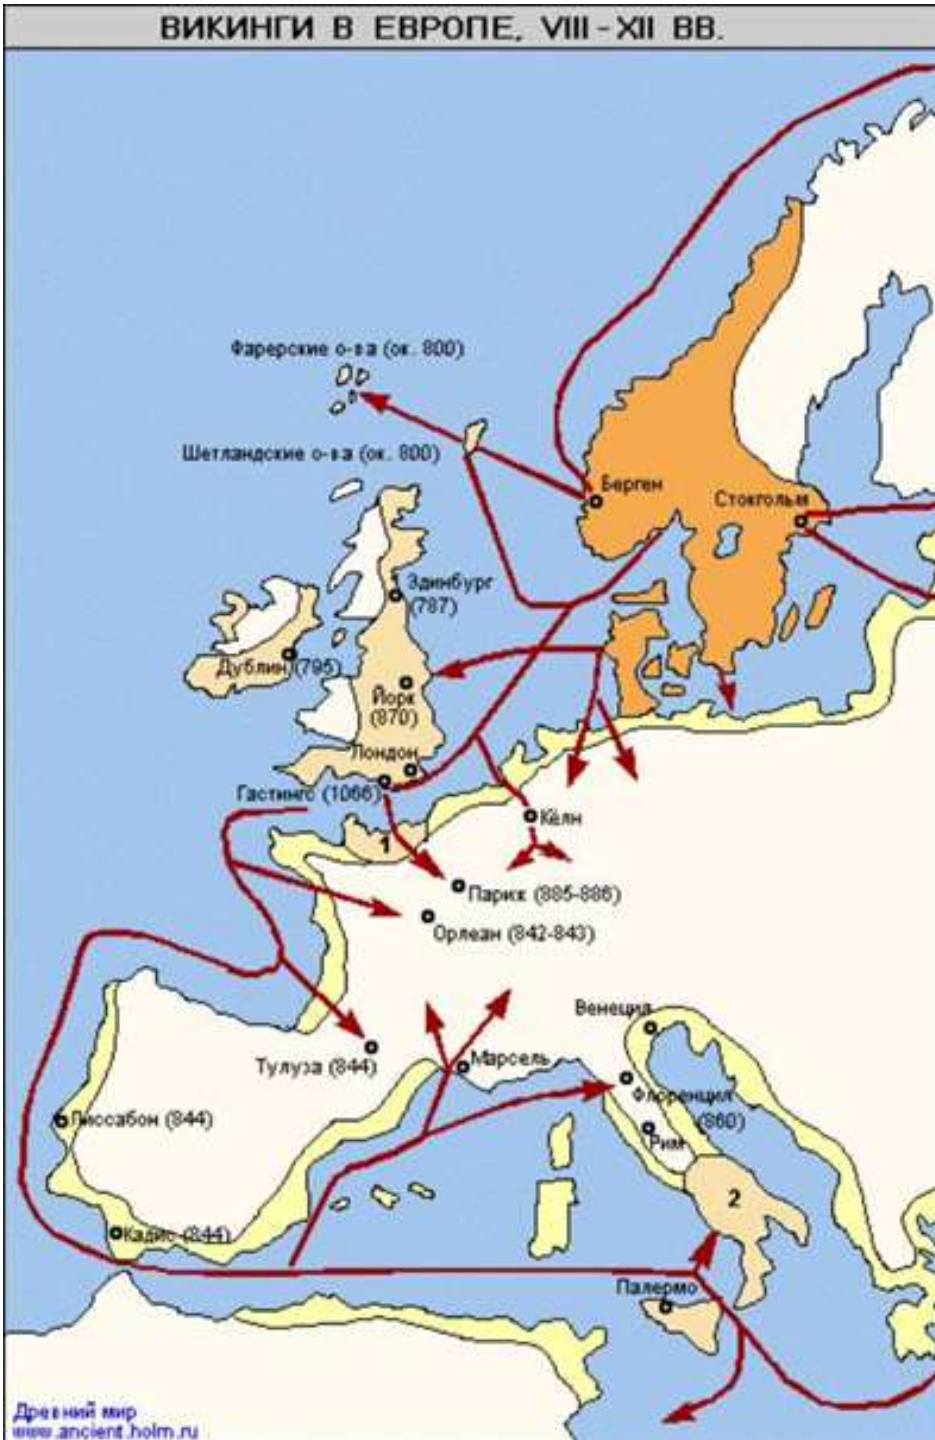 ВИКИНГИ В ЕВРОПЕ, VIII - XII ВВ.
Фарерские о-ва (ок. 800)
Шетландские о-ва (ок. 800)
Берген
Стокгольм
Эдинбург
(787)
Дублин (795)
Йорк
(870)
Лондон
Гастингс (1066)
1
Кёлн
Париж (885-886)
Орлеан (842-843)
Венеция
Тулуза (844)
Марсель
Флоренция
(860)
Лиссабон (844)
Рим
2
Кадис (844)
Палермо
Древний мир
www.ancient.holm.ru